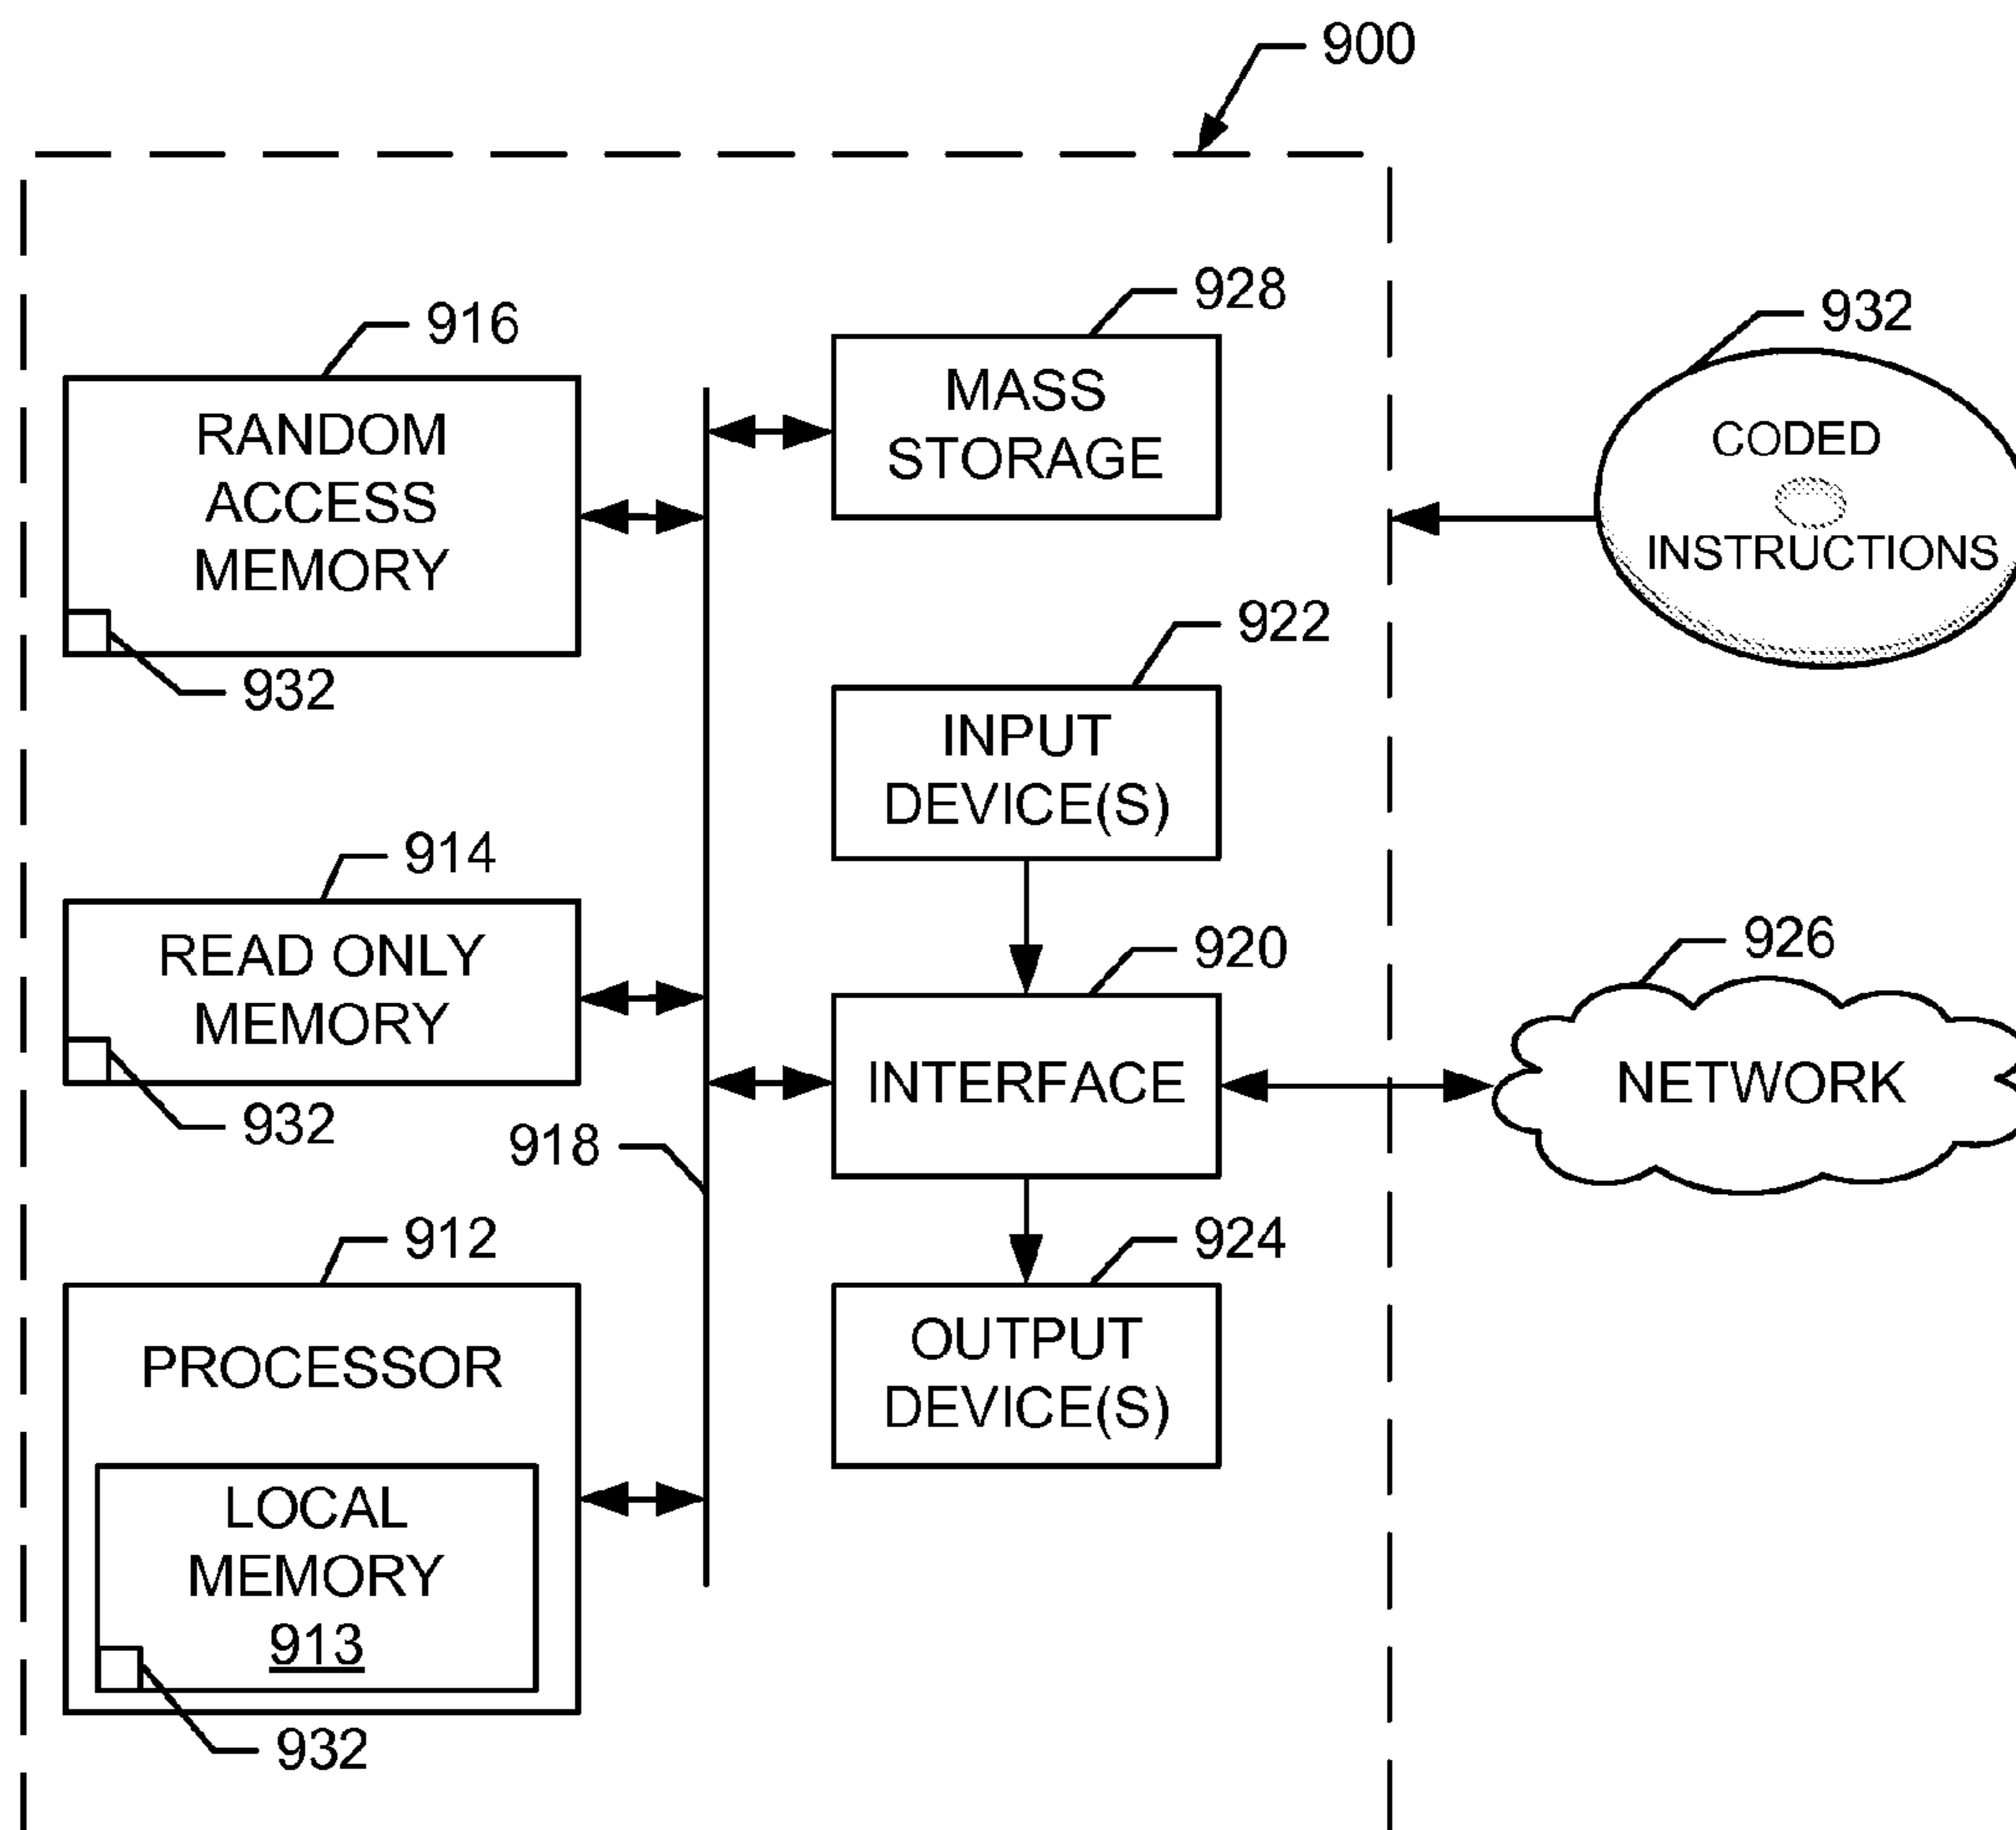 900
928
932
916
MASS
STORAGE
RANDOM
ACCESS
MEMORY
CODED
INSTRUCTIONS
932
922
INPUT
DEVICE(S)
914
READ ONLY
MEMORY
920
926
INTERFACE
NETWORK
932
918
912
924
PROCESSOR
OUTPUT
DEVICE(S)
LOCAL
MEMORY
913
932